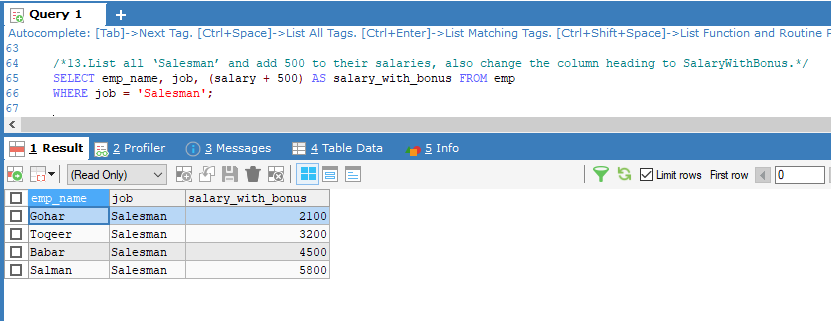 Query 1
Autocomplete: [Tab]->Next Tag. [Ctrl+Space]->List All Tags. [Ctrl+Enter]->List Matching Tags. [Ctrl+Shift+Space]->List Function and Routine P
63
64 /*13.List all ‘Salesman’ and add 500 to their salaries, also change the column heading to SalaryWithBonus.*/
65 SELECT emp_name, job, (salary + 500) AS salary_with_bonus FROM emp
66 WHERE job = 'Salesman';
67
1 Result 2 Profiler 3 Messages 4 Table Data 5 Info
(Read Only) Limit rows First row 0
emp_name job salary_with_bonus
Gohar Salesman 2100
Toqeer Salesman 3200
Babar Salesman 4500
Salman Salesman 5800